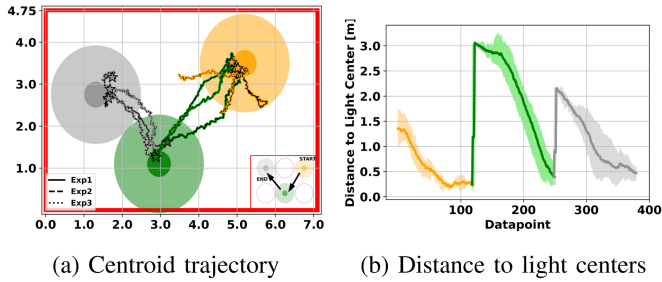 4.75
4.0
3.0
2.0
1.0
0.0 1.0 2.0 3.0 4.0 5.0 6.0 7.0
Exp1
Exp2
Exp3
START
END
(a) Centroid trajectory
Distance to Light Center [m]
3.0
2.5
2.0
1.5
1.0
0.5
0.0
100 200 300 400
Datapoint
(b) Distance to light centers